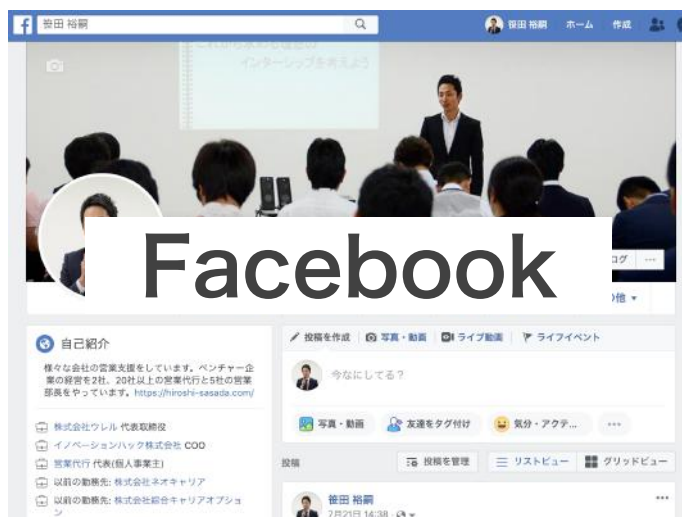 笹田 裕嗣
笹田 裕嗣 ホーム 作成
インターンシップを考えよう
Facebook
ログ ...
の他
自己紹介
様々な会社の営業支援をしています。ベンチャー企
業の経営を2社、20社以上の営業代行と5社の営業
部長をやっています。https://hiroshi-sasada.com/
株式会社ウレル 代表取締役
イノベーションハック株式会社 COO
営業代行 代表(個人事業主)
以前の勤務先: 株式会社ネオキャリア
以前の勤務先: 株式会社綜合キャリアオプショ
ン
投稿を作成 写真・動画 ライブ動画 ライフイベント
今なにしてる？
写真・動画 友達をタグ付け 気分・アクテ... ...
投稿 投稿を管理 リストビュー グリッドビュー
笹田 裕嗣 ...
7月21日 14:38